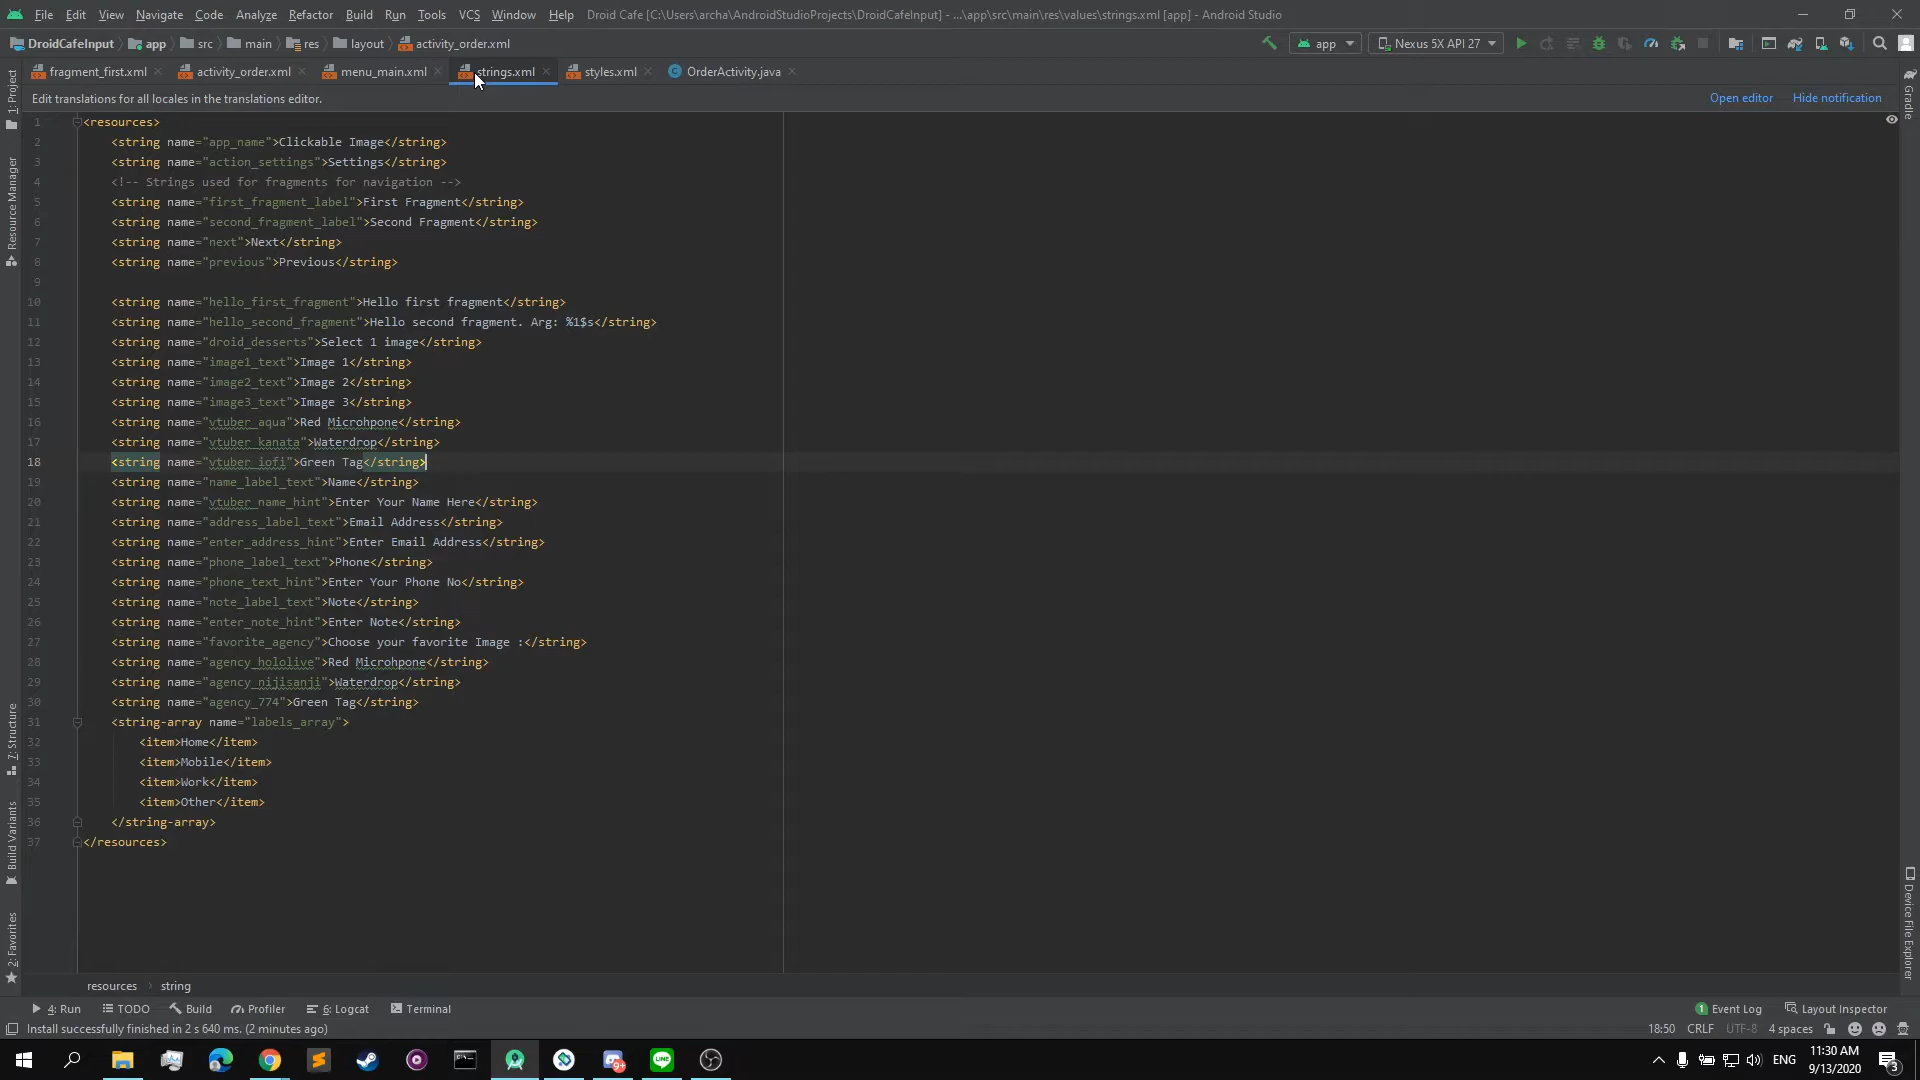 File Edit View Navigate Code Analyze Refactor Build Run Tools VCS Window Help Droid Cafe [C:\Users\archa\AndroidStudioProjects\DroidCafeInput] - ...\app\src\main\res\values\strings.xml [app] - Android Studio
DroidCafeInput app src main res layout activity_order.xml app Nexus 5X API 27
fragment_first.xml activity_order.xml menu_main.xml strings.xml styles.xml OrderActivity.java
Edit translations for all locales in the translations editor. Open editor Hide notification
1 <resources>
2 <string name="app_name">Clickable Image</string>
3 <string name="action_settings">Settings</string>
4 <!-- Strings used for fragments for navigation -->
5 <string name="first_fragment_label">First Fragment</string>
6 <string name="second_fragment_label">Second Fragment</string>
7 <string name="next">Next</string>
8 <string name="previous">Previous</string>
9
10 <string name="hello_first_fragment">Hello first fragment</string>
11 <string name="hello_second_fragment">Hello second fragment. Arg: %1$s</string>
12 <string name="droid_desserts">Select 1 image</string>
13 <string name="image1_text">Image 1</string>
14 <string name="image2_text">Image 2</string>
15 <string name="image3_text">Image 3</string>
16 <string name="vtuber_aqua">Red Microhpone</string>
17 <string name="vtuber_kanata">Waterdrop</string>
18 <string name="vtuber_iofi">Green Tag</string>
19 <string name="name_label_text">Name</string>
20 <string name="vtuber_name_hint">Enter Your Name Here</string>
21 <string name="address_label_text">Email Address</string>
22 <string name="enter_address_hint">Enter Email Address</string>
23 <string name="phone_label_text">Phone</string>
24 <string name="phone_text_hint">Enter Your Phone No</string>
25 <string name="note_label_text">Note</string>
26 <string name="enter_note_hint">Enter Note</string>
27 <string name="favorite_agency">Choose your favorite Image :</string>
28 <string name="agency_hololive">Red Microhpone</string>
29 <string name="agency_nijisanji">Waterdrop</string>
30 <string name="agency_774">Green Tag</string>
31 <string-array name="labels_array">
32 <item>Home</item>
33 <item>Mobile</item>
34 <item>Work</item>
35 <item>Other</item>
36 </string-array>
37 </resources>
1: Project
Resource Manager
7: Structure
Build Variants
2: Favorites
Gradle
Device File Explorer
resources string
4: Run TODO Build Profiler 6: Logcat Terminal 1 Event Log Layout Inspector
Install successfully finished in 2 s 640 ms. (2 minutes ago) 18:50 CRLF UTF-8 4 spaces
ENG 11:30 AM
9/13/2020 3